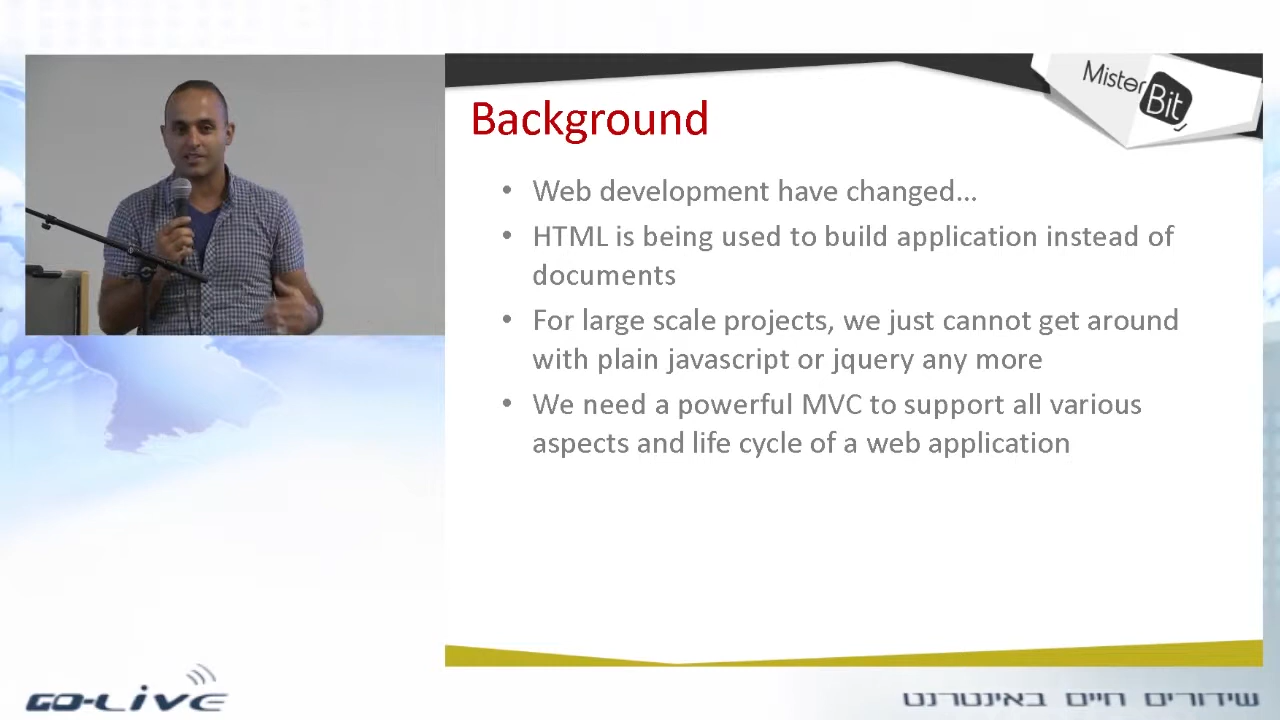 Mister
Bit
Background
• Web development have changed...
• HTML is being used to build application instead of
documents
• For large scale projects, we just cannot get around
with plain javascript or jquery any more
• We need a powerful MVC to support all various
aspects and life cycle of a web application
GO-LIVE
שידורים חיים באינטרנט